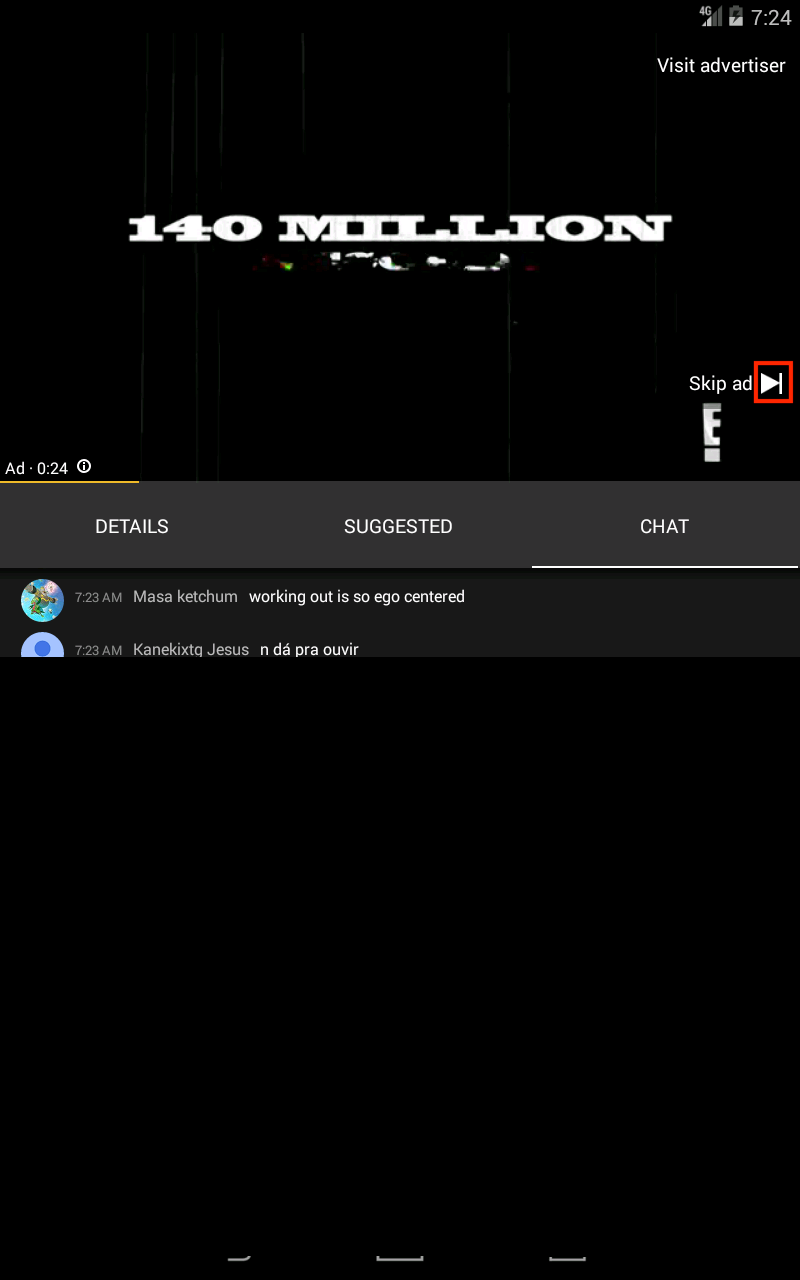 4G 7:24
Visit advertiser
140 MILLION
Skip ad
E!
Ad · 0:24
DETAILS SUGGESTED CHAT
7:23 AM Masa ketchum working out is so ego centered
7:23 AM Kanekixtg Jesus n dá pra ouvir